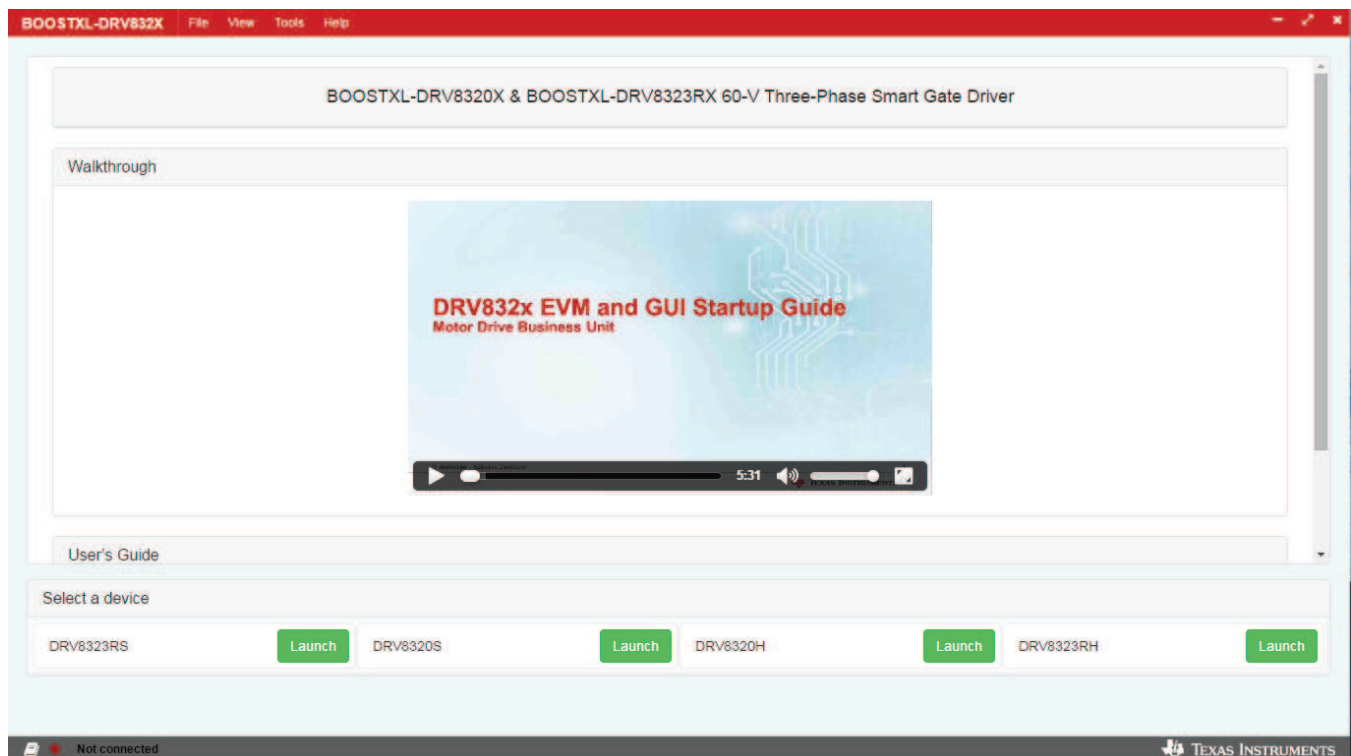 BOOSTXL-DRV832X File View Tools Help
BOOSTXL-DRV8320X & BOOSTXL-DRV8323RX 60-V Three-Phase Smart Gate Driver
Walkthrough
DRV832x EVM and GUI Startup Guide
Motor Drive Business Unit
5:31
TEXAS INSTRUMENTS
User's Guide
Select a device
DRV8323RS Launch DRV8320S Launch DRV8320H Launch DRV8323RH Launch
Not connected TEXAS INSTRUMENTS